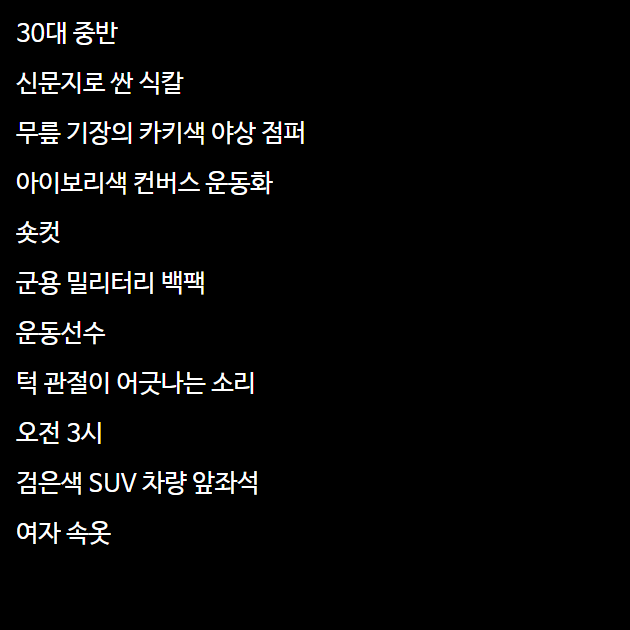 30대 중반
신문지로 싼 식칼
무릎 기장의 카키색 야상 점퍼
아이보리색 컨버스 운동화
숏컷
군용 밀리터리 백팩
운동선수
턱 관절이 어긋나는 소리
오전 3시
검은색 SUV 차량 앞좌석
여자 속옷